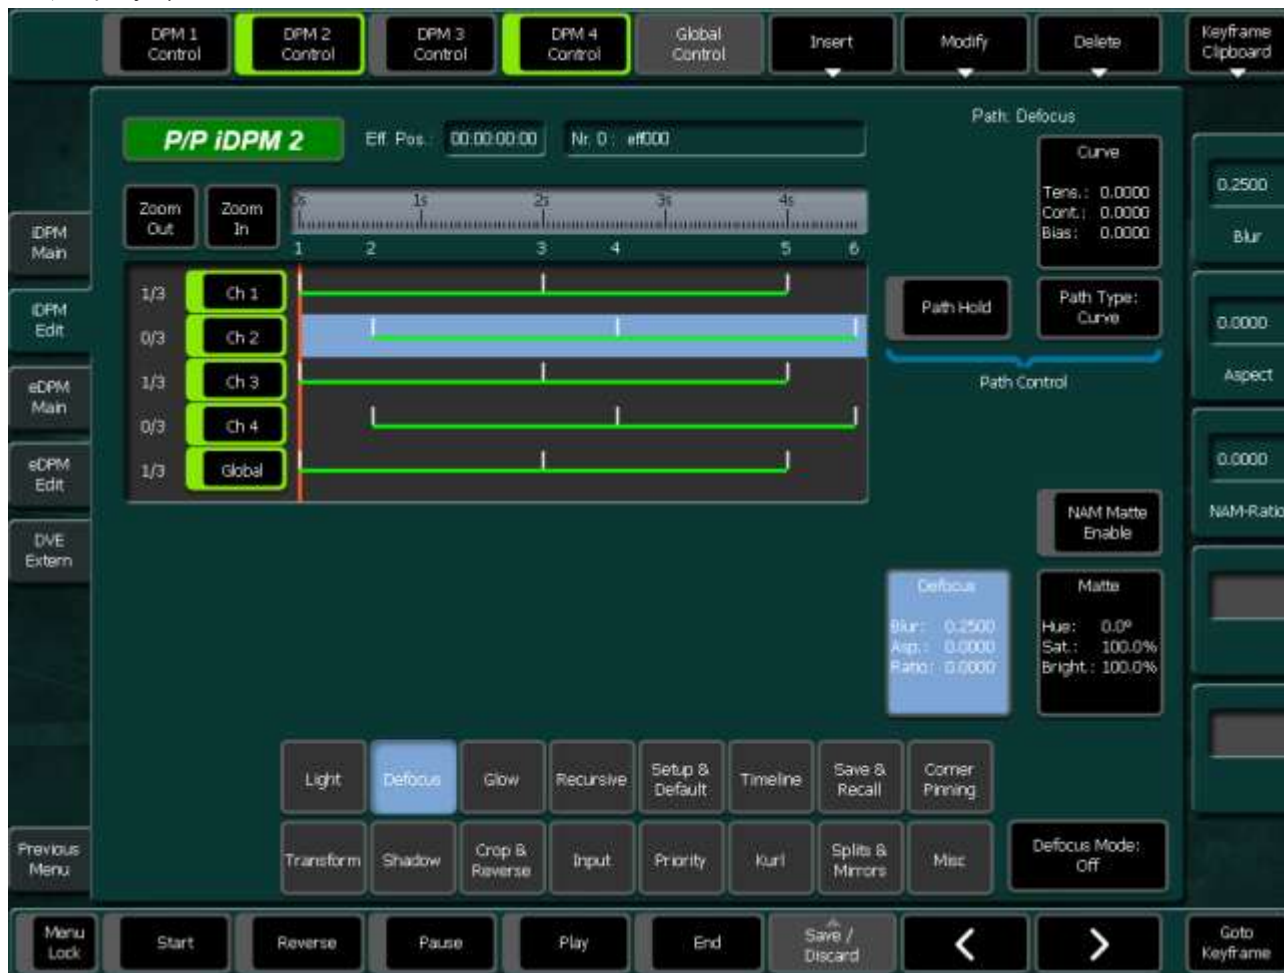 DPM 1 Control
DPM 2 Control
DPM 3 Control
DPM 4 Control
Global Control
Insert
Modify
Delete
Keyframe Clipboard
P/P iDPM 2
Eff. Pos.: 00:00:00:00
Nr. 0 : eff000
Path: Defocus
Curve
Tens.: 0.0000
Cont.: 0.0000
Bias: 0.0000
0.2500
Blur
Zoom Out
Zoom In
0s 1s 2s 3s 4s
1 2 3 4 5 6
iDPM Main
iDPM Edit
eDPM Main
eDPM Edit
DVE Extern
1/3 Ch 1
0/3 Ch 2
1/3 Ch 3
0/3 Ch 4
1/3 Global
Path Hold
Path Type: Curve
Path Control
0.0000
Aspect
0.0000
NAM-Ratio
NAM Matte Enable
Defocus
Blur: 0.2500
Asp.: 0.0000
Ratio: 0.0000
Matte
Hue: 0.0º
Sat.: 100.0%
Bright.: 100.0%
Light
Defocus
Glow
Recursive
Setup & Default
Timeline
Save & Recall
Corner Pinning
Previous Menu
Transform
Shadow
Crop & Reverse
Input
Priority
Kurl
Splits & Mirrors
Misc
Defocus Mode: Off
Menu Lock
Start
Reverse
Pause
Play
End
Save / Discard
<
>
Goto Keyframe